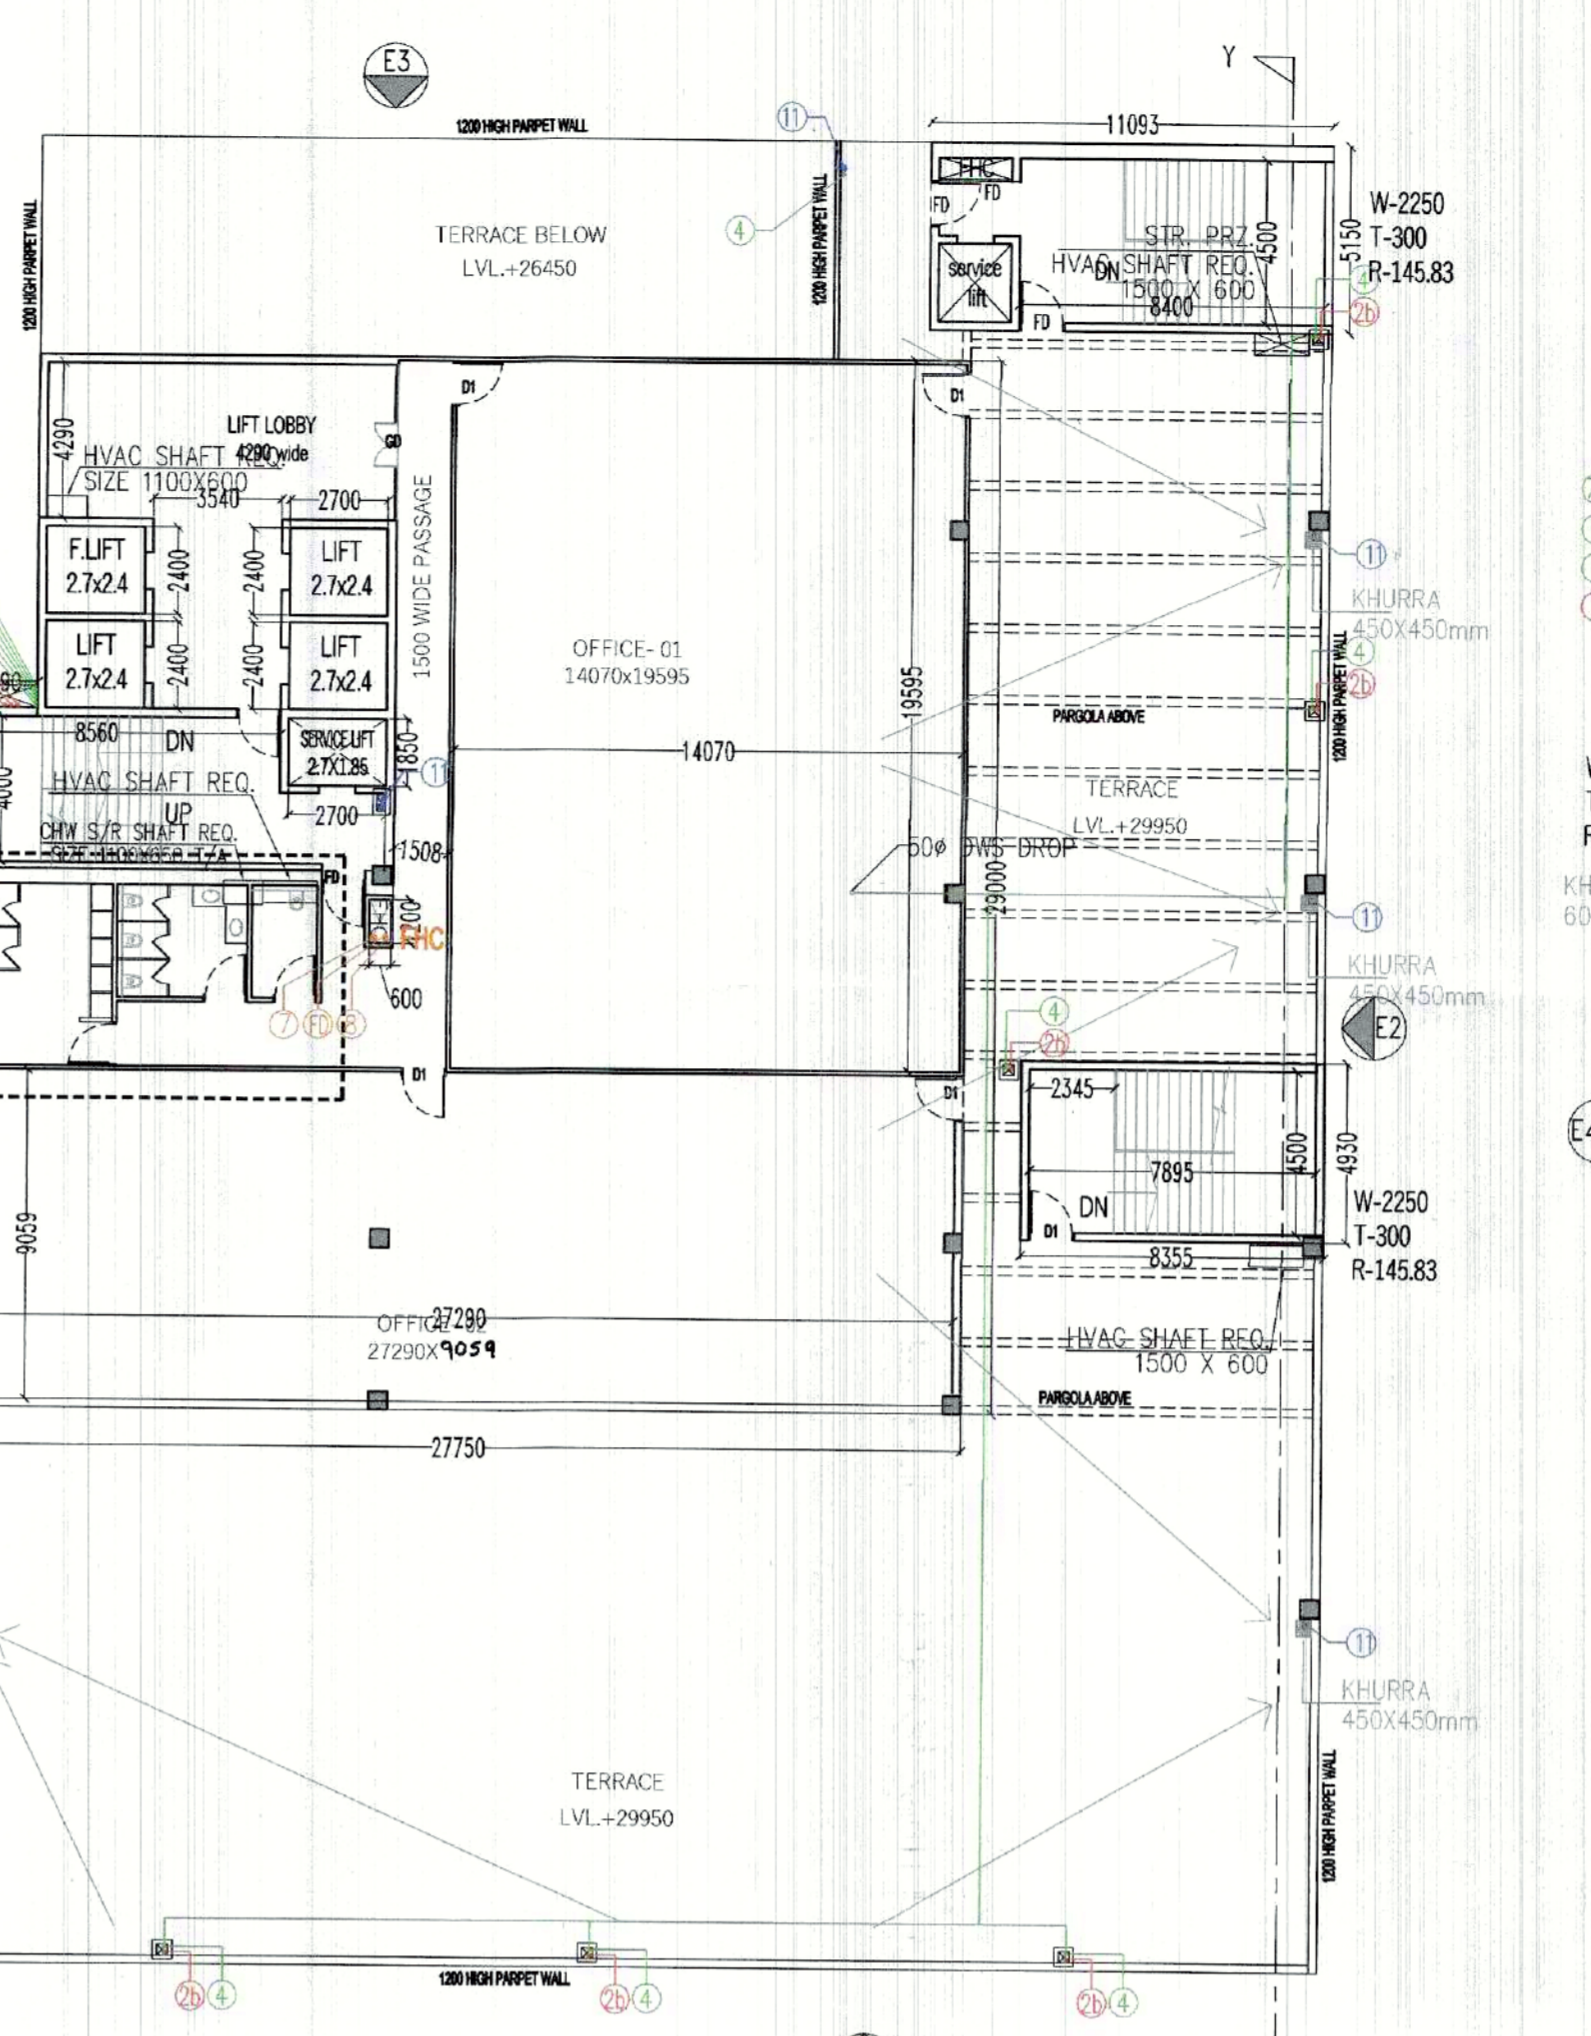 E3
Y
1200 HIGH PARPET WALL
11
11093
FHC
FD
FD
1200 HIGH PARPET WALL
1200 HIGH PARPET WALL
TERRACE BELOW
LVL.+26450
4
W-2250
T-300
R-145.83
5150
4500
STR. PRZ.
HVAC SHAFT REQ.
1500 X 600
DN
8400
service
lift
FD
4
2b
D1
D1
4290
LIFT LOBBY
4290 wide
GD
HVAC SHAFT REQ.
SIZE 1100X600
3540
2700
1500 WIDE PASSAGE
F.LIFT
2.7x2.4
2400
2400
LIFT
2.7x2.4
LIFT
2.7x2.4
2400
2400
LIFT
2.7x2.4
11
KHURRA
450X450mm
OFFICE- 01
14070x19595
19595
4
2b
1200 HIGH PARPET WALL
PARGOLA ABOVE
8560
DN
SERVICE LIFT
2.7X1.85
1850
11
14070
HVAC SHAFT REQ.
UP
2700
CHW S/R SHAFT REQ.
TERRACE
LVL.+29950
50ø DWS DROP
1508
29000
FD
FHC
11
KHURRA
450X450mm
600
7
FD
8
4
2b
E2
D1
D1
2345
4500
4930
7895
DN
D1
8355
W-2250
T-300
R-145.83
9059
27290
27290X9059
HVAC SHAFT REQ.
1500 X 600
PARGOLA ABOVE
27750
11
KHURRA
450X450mm
TERRACE
LVL.+29950
1200 HIGH PARPET WALL
1200 HIGH PARPET WALL
2b
4
2b
4
2b
4